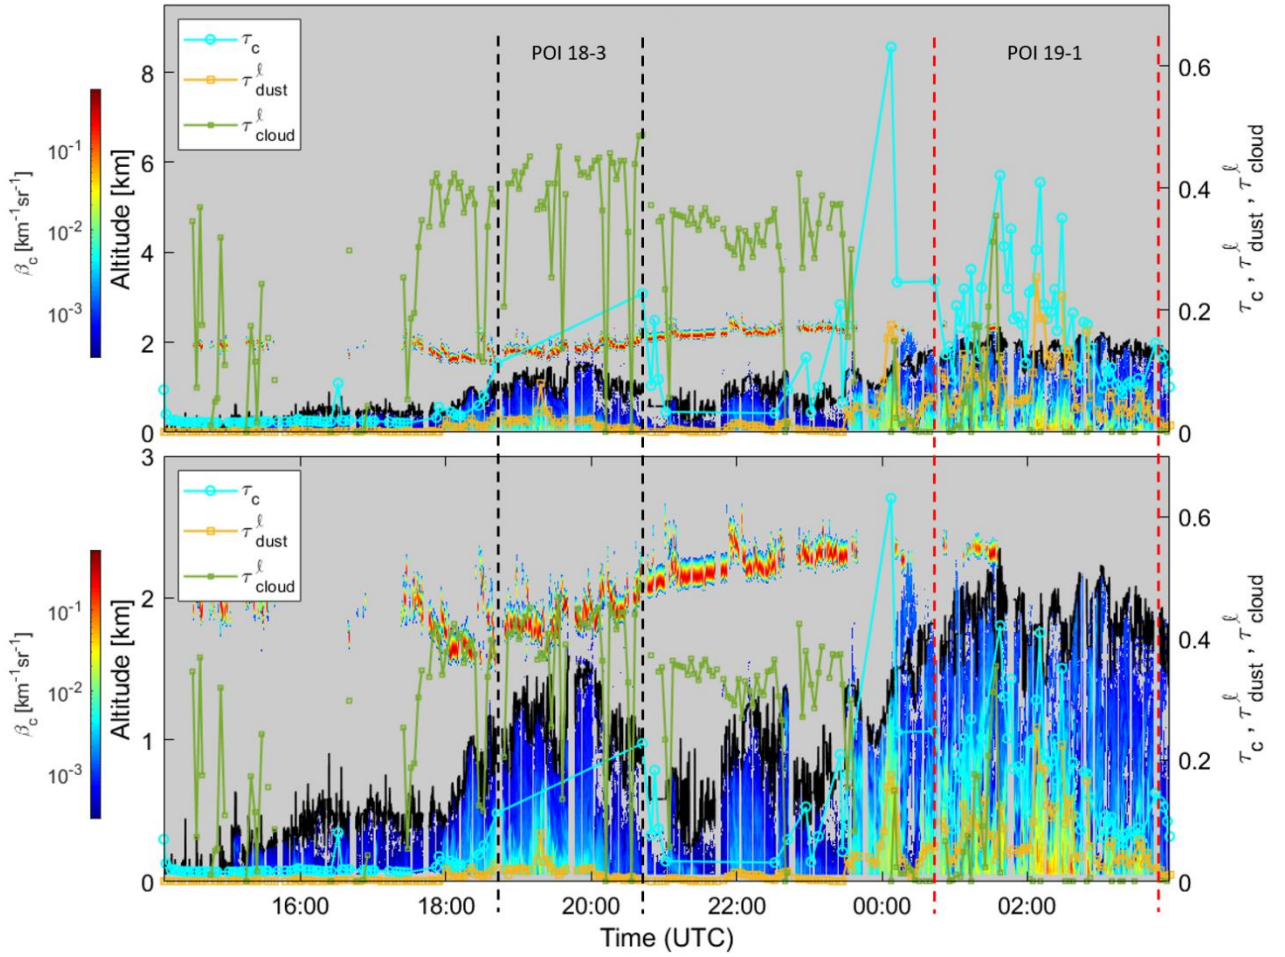 POI 18-3
POI 19-1
τc
τℓdust
τℓcloud
8
6
4
2
0
Altitude [km]
10-1
10-2
10-3
βc [km-1sr-1]
0.6
0.4
0.2
0
τc , τℓdust , τℓcloud
τc
τℓdust
τℓcloud
3
2
1
0
Altitude [km]
10-1
10-2
10-3
βc [km-1sr-1]
0.6
0.4
0.2
0
τc , τℓdust , τℓcloud
16:00 18:00 20:00 22:00 00:00 02:00
Time (UTC)